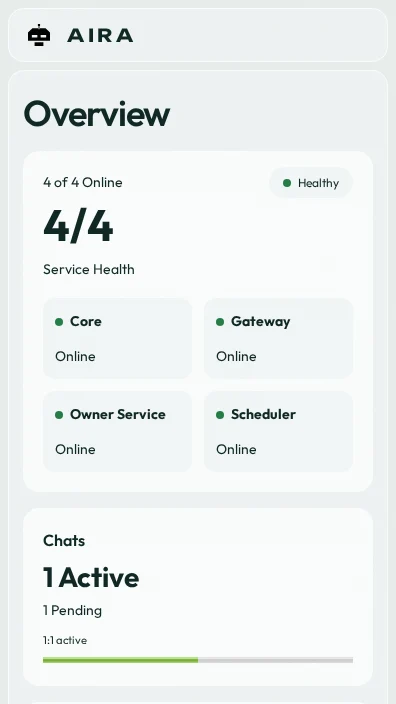 AIRA
Overview
4 of 4 Online
Healthy
4/4
Service Health
Core
Online
Gateway
Online
Owner Service
Online
Scheduler
Online
Chats
1 Active
1 Pending
1:1 active